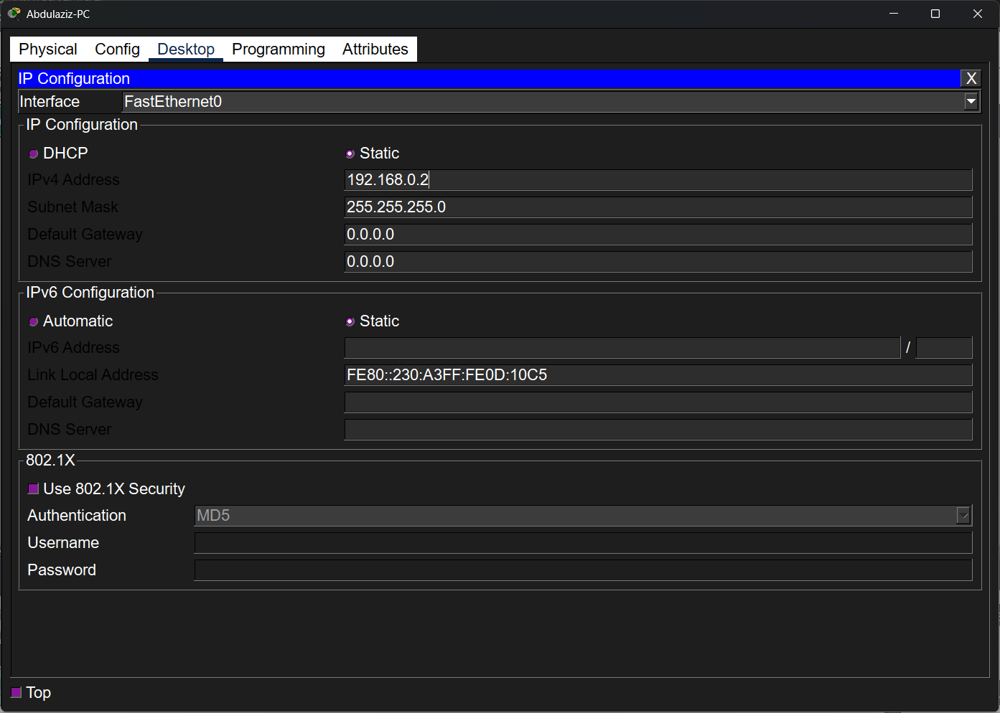 Abdulaziz-PC
Physical Config Desktop Programming Attributes
IP Configuration X
Interface FastEthernet0
IP Configuration
DHCP Static
IPv4 Address 192.168.0.2
Subnet Mask 255.255.255.0
Default Gateway 0.0.0.0
DNS Server 0.0.0.0
IPv6 Configuration
Automatic Static
IPv6 Address /
Link Local Address FE80::230:A3FF:FE0D:10C5
Default Gateway
DNS Server
802.1X
Use 802.1X Security
Authentication MD5
Username
Password
Top